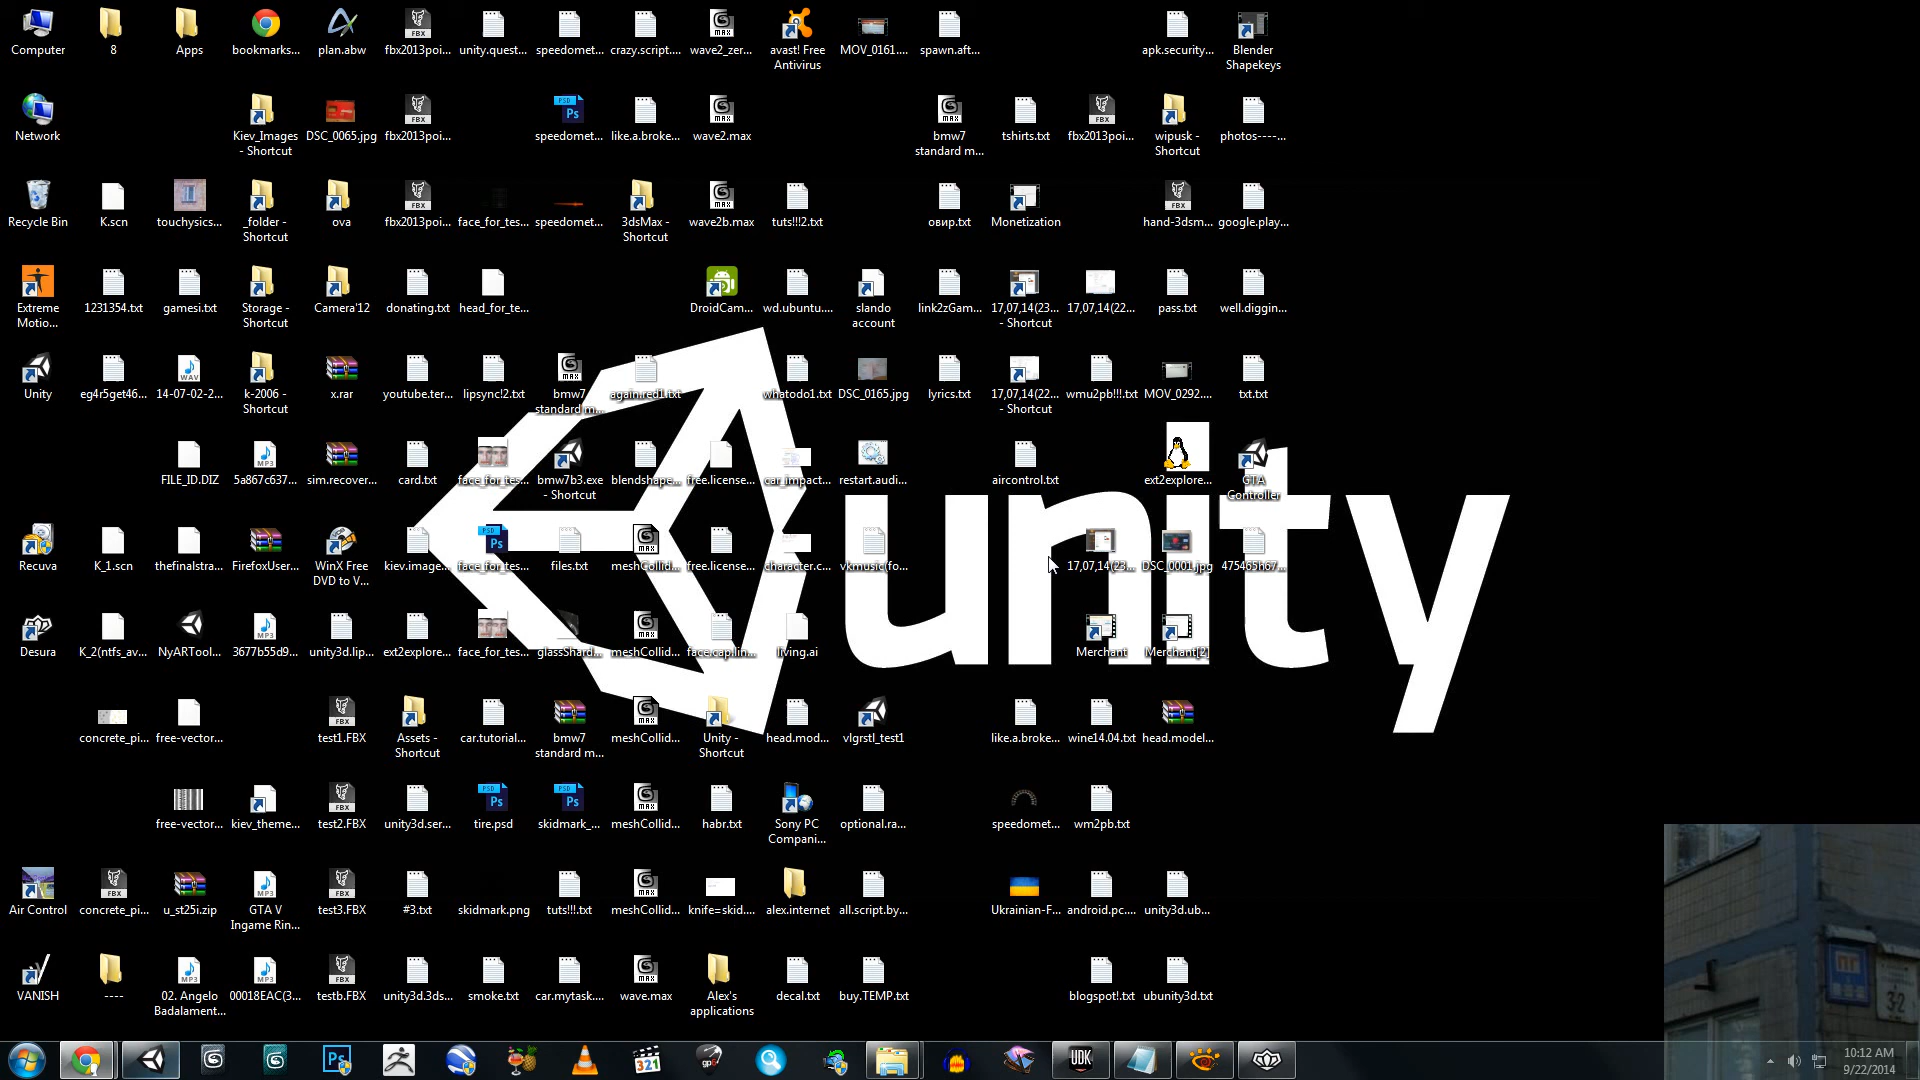 Computer
8
Apps
bookmarks...
plan.abw
fbx2013poi...
unity.quest...
speedomet...
crazy.script....
wave2_zer...
avast! Free
Antivirus
MOV_0161....
spawn.aft...
apk.security...
Blender
Shapekeys
Network
Kiev_Images
- Shortcut
DSC_0065.jpg
fbx2013poi...
speedomet...
like.a.broke...
wave2.max
bmw7
standard m...
tshirts.txt
fbx2013poi...
wipusk -
Shortcut
photos----...
Recycle Bin
K.scn
touchysics...
_folder -
Shortcut
ova
fbx2013poi...
face_for_tes...
speedomet...
3dsMax -
Shortcut
wave2b.max
tuts!!!2.txt
овир.txt
Monetization
hand-3dsm...
google.play...
Extreme
Motio...
1231354.txt
gamesi.txt
Storage -
Shortcut
Camera'12
donating.txt
head_for_te...
DroidCam...
wd.ubuntu....
slando
account
link2zGam...
17,07,14(23...
- Shortcut
17,07,14(22...
pass.txt
well.diggin...
Unity
eg4r5get46...
14-07-02-2...
k-2006 -
Shortcut
x.rar
youtube.ter...
lipsync!2.txt
bmw7
standard m...
again.red1.txt
whatodo1.txt
DSC_0165.jpg
lyrics.txt
17,07,14(22...
- Shortcut
wmu2pb!!!.txt
MOV_0292....
txt.txt
FILE_ID.DIZ
5a867c637...
sim.recover...
card.txt
face_for_tes...
bmw7b3.exe
- Shortcut
blendshape...
free.license...
car_impact...
restart.audi...
aircontrol.txt
ext2explore...
GTA
Controller
unity
Recuva
K_1.scn
thefinalstra...
FirefoxUser...
WinX Free
DVD to V...
kiev.image...
face_for_tes...
files.txt
meshCollid...
free.license...
character.c...
vkmusic(fo...
17,07,14(23...
DSC_0001.jpg
475465h67...
Desura
K_2(ntfs_av...
NyARTool...
3677b55d9...
unity3d.lip...
ext2explore...
face_for_tes...
glassShard...
meshCollid...
face.cap.lin...
living.ai
Merchant
Merchant[2]
concrete_pi...
free-vector...
test1.FBX
Assets -
Shortcut
car.tutorial...
bmw7
standard m...
meshCollid...
Unity -
Shortcut
head.mod...
vlgrstl_test1
like.a.broke...
wine14.04.txt
head.model...
free-vector...
kiev_theme...
test2.FBX
unity3d.ser...
tire.psd
skidmark_...
meshCollid...
habr.txt
Sony PC
Compani...
optional.ra...
speedomet...
wm2pb.txt
Air Control
concrete_pi...
u_st25i.zip
GTA V
Ingame Rin...
test3.FBX
#3.txt
skidmark.png
tuts!!!.txt
meshCollid...
knife=skid....
alex.internet
all.script.by...
Ukrainian-F...
android.pc....
unity3d.ub...
VANISH
----
02. Angelo
Badalament...
00018EAC(3...
testb.FBX
unity3d.3ds...
smoke.txt
car.mytask....
wave.max
Alex's
applications
decal.txt
buy.TEMP.txt
blogspot!.txt
ubunity3d.txt
10:12 AM
9/22/2014